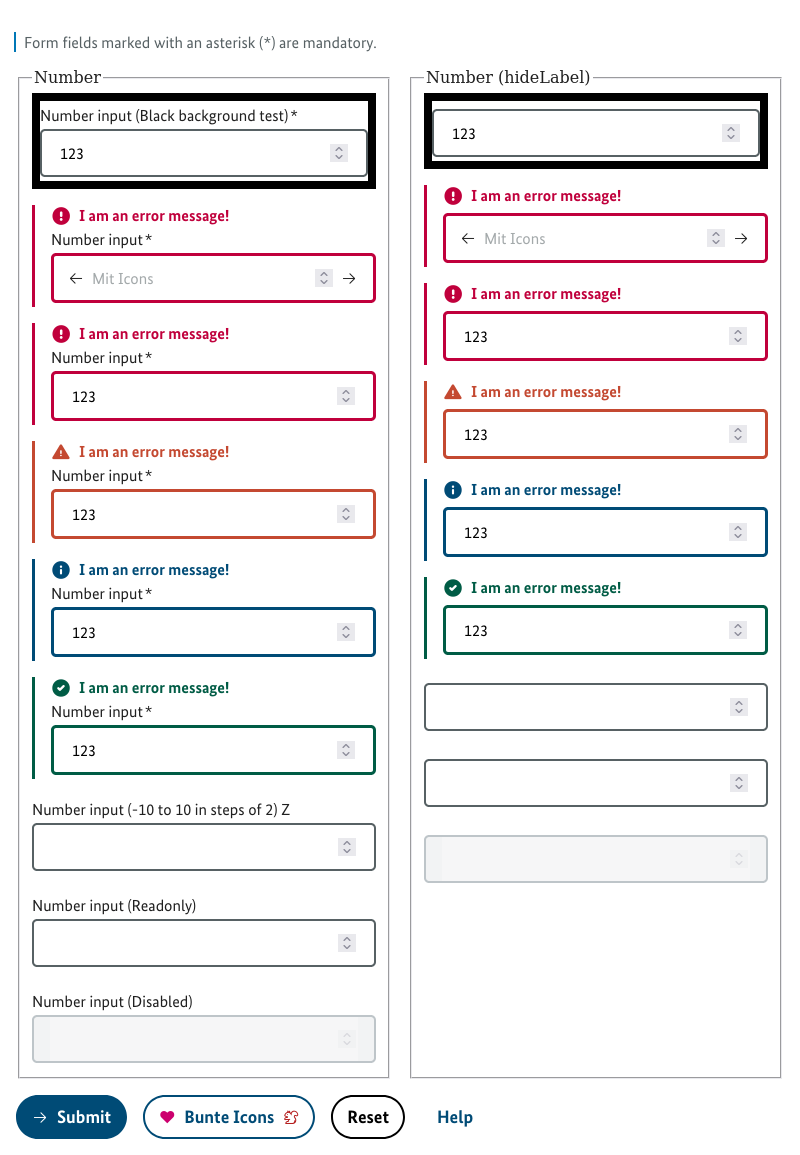 Form fields marked with an asterisk (*) are mandatory.
Number
Number input (Black background test)*
123
I am an error message!
Number input*
Mit Icons
I am an error message!
Number input*
123
I am an error message!
Number input*
123
I am an error message!
Number input*
123
I am an error message!
Number input*
123
Number input (-10 to 10 in steps of 2) Z
Number input (Readonly)
Number input (Disabled)
Number (hideLabel)
123
I am an error message!
Mit Icons
I am an error message!
123
I am an error message!
123
I am an error message!
123
I am an error message!
123
Submit
Bunte Icons
Reset
Help